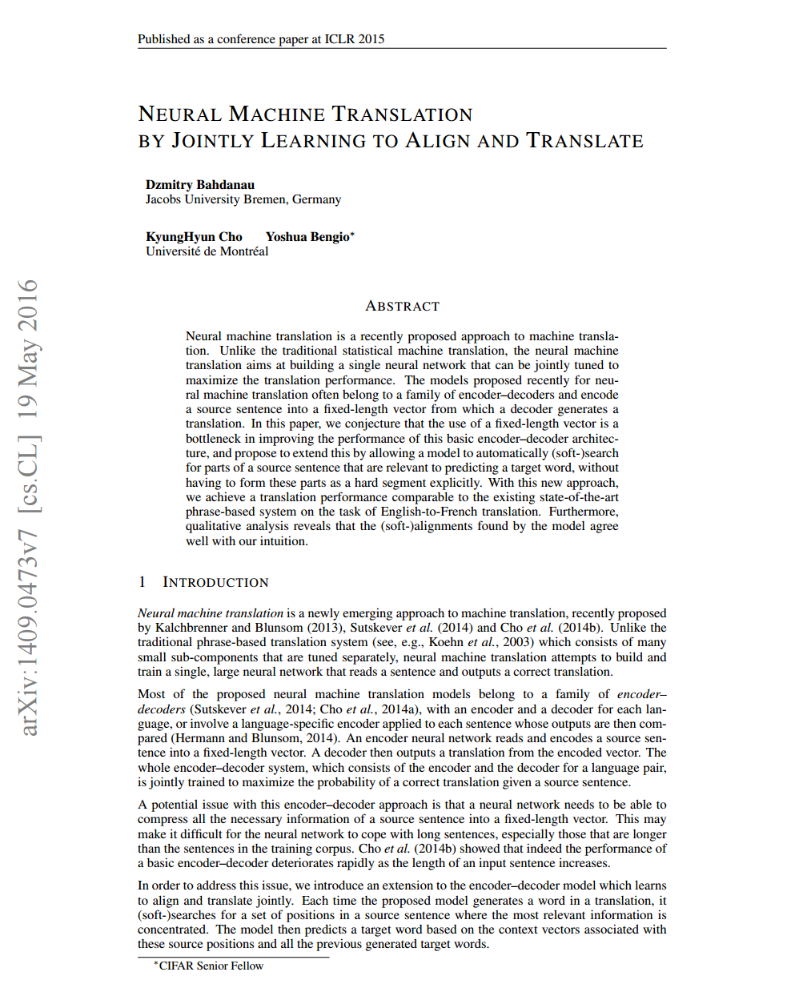 Published as a conference paper at ICLR 2015
NEURAL MACHINE TRANSLATION
BY JOINTLY LEARNING TO ALIGN AND TRANSLATE
Dzmitry Bahdanau
Jacobs University Bremen, Germany
KyungHyun Cho Yoshua Bengio*
Université de Montréal
ABSTRACT
Neural machine translation is a recently proposed approach to machine transla-
tion. Unlike the traditional statistical machine translation, the neural machine
translation aims at building a single neural network that can be jointly tuned to
maximize the translation performance. The models proposed recently for neu-
ral machine translation often belong to a family of encoder–decoders and encode
a source sentence into a fixed-length vector from which a decoder generates a
translation. In this paper, we conjecture that the use of a fixed-length vector is a
bottleneck in improving the performance of this basic encoder–decoder architec-
ture, and propose to extend this by allowing a model to automatically (soft-)search
for parts of a source sentence that are relevant to predicting a target word, without
having to form these parts as a hard segment explicitly. With this new approach,
we achieve a translation performance comparable to the existing state-of-the-art
phrase-based system on the task of English-to-French translation. Furthermore,
qualitative analysis reveals that the (soft-)alignments found by the model agree
well with our intuition.
1 INTRODUCTION
Neural machine translation is a newly emerging approach to machine translation, recently proposed
by Kalchbrenner and Blunsom (2013), Sutskever et al. (2014) and Cho et al. (2014b). Unlike the
traditional phrase-based translation system (see, e.g., Koehn et al., 2003) which consists of many
small sub-components that are tuned separately, neural machine translation attempts to build and
train a single, large neural network that reads a sentence and outputs a correct translation.
Most of the proposed neural machine translation models belong to a family of encoder–
decoders (Sutskever et al., 2014; Cho et al., 2014a), with an encoder and a decoder for each lan-
guage, or involve a language-specific encoder applied to each sentence whose outputs are then com-
pared (Hermann and Blunsom, 2014). An encoder neural network reads and encodes a source sen-
tence into a fixed-length vector. A decoder then outputs a translation from the encoded vector. The
whole encoder–decoder system, which consists of the encoder and the decoder for a language pair,
is jointly trained to maximize the probability of a correct translation given a source sentence.
A potential issue with this encoder–decoder approach is that a neural network needs to be able to
compress all the necessary information of a source sentence into a fixed-length vector. This may
make it difficult for the neural network to cope with long sentences, especially those that are longer
than the sentences in the training corpus. Cho et al. (2014b) showed that indeed the performance of
a basic encoder–decoder deteriorates rapidly as the length of an input sentence increases.
In order to address this issue, we introduce an extension to the encoder–decoder model which learns
to align and translate jointly. Each time the proposed model generates a word in a translation, it
(soft-)searches for a set of positions in a source sentence where the most relevant information is
concentrated. The model then predicts a target word based on the context vectors associated with
these source positions and all the previous generated target words.
*CIFAR Senior Fellow
arXiv:1409.0473v7 [cs.CL] 19 May 2016